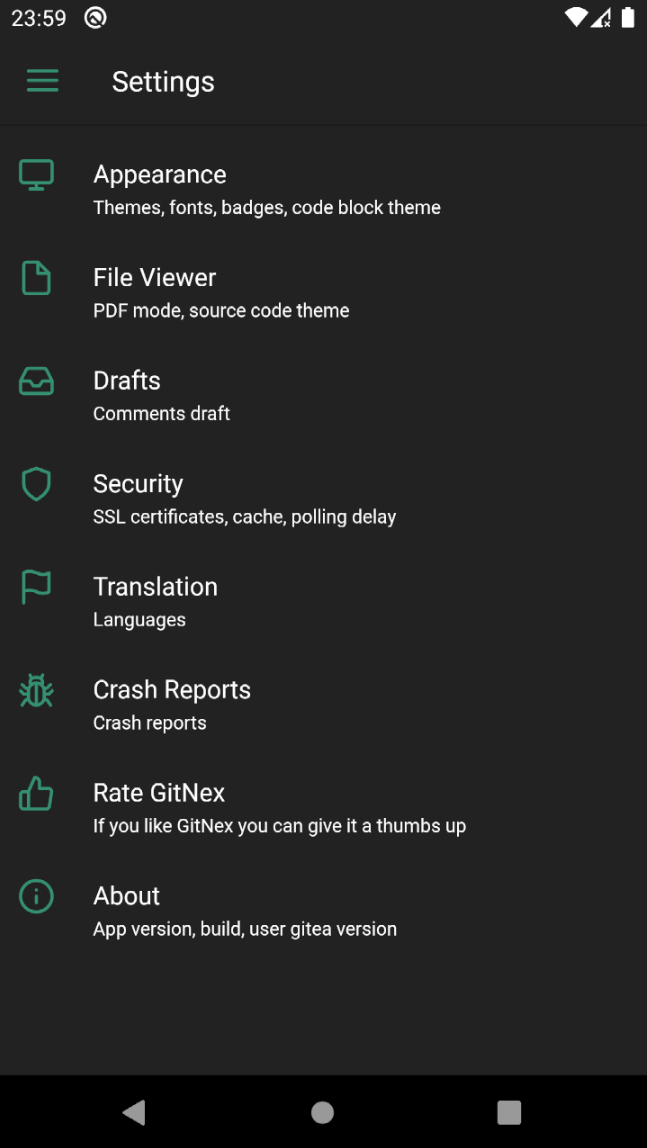 23:59
Settings
Appearance
Themes, fonts, badges, code block theme
File Viewer
PDF mode, source code theme
Drafts
Comments draft
Security
SSL certificates, cache, polling delay
Translation
Languages
Crash Reports
Crash reports
Rate GitNex
If you like GitNex you can give it a thumbs up
About
App version, build, user gitea version